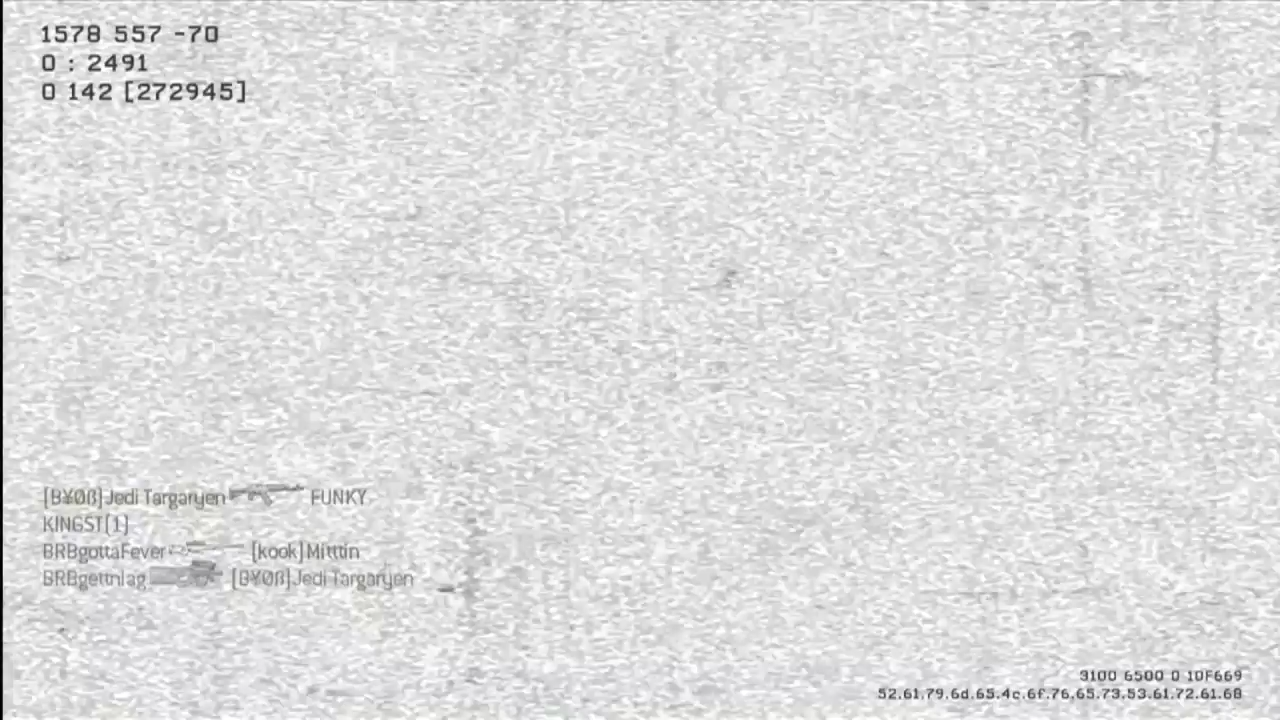 1578 557 -70
0 : 2491
0 142 [272945]
[B¥Øß]Jedi Targaryen FUNKY
KINGST[1]
BRBgottaFever [kook]Mitttin
BRBgettnlag [B¥Øß]Jedi Targaryen
3100 6500 0 10F669
52.61.79.6d.65.4c.6f.76.65.73.53.61.72.61.68